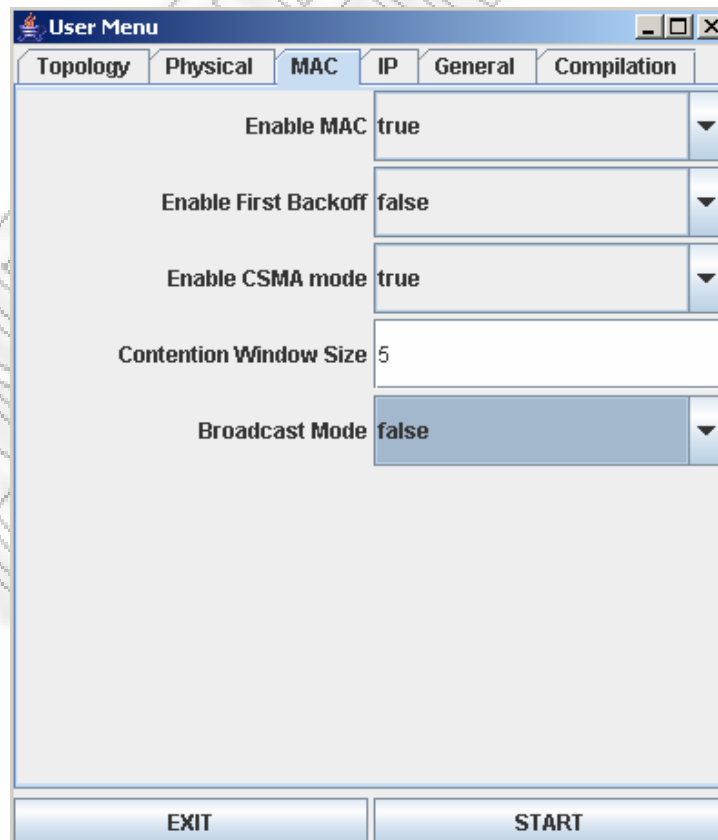 User Menu
Topology Physical MAC IP General Compilation
Enable MAC true
Enable First Backoff false
Enable CSMA mode true
Contention Window Size 5
Broadcast Mode false
EXIT START